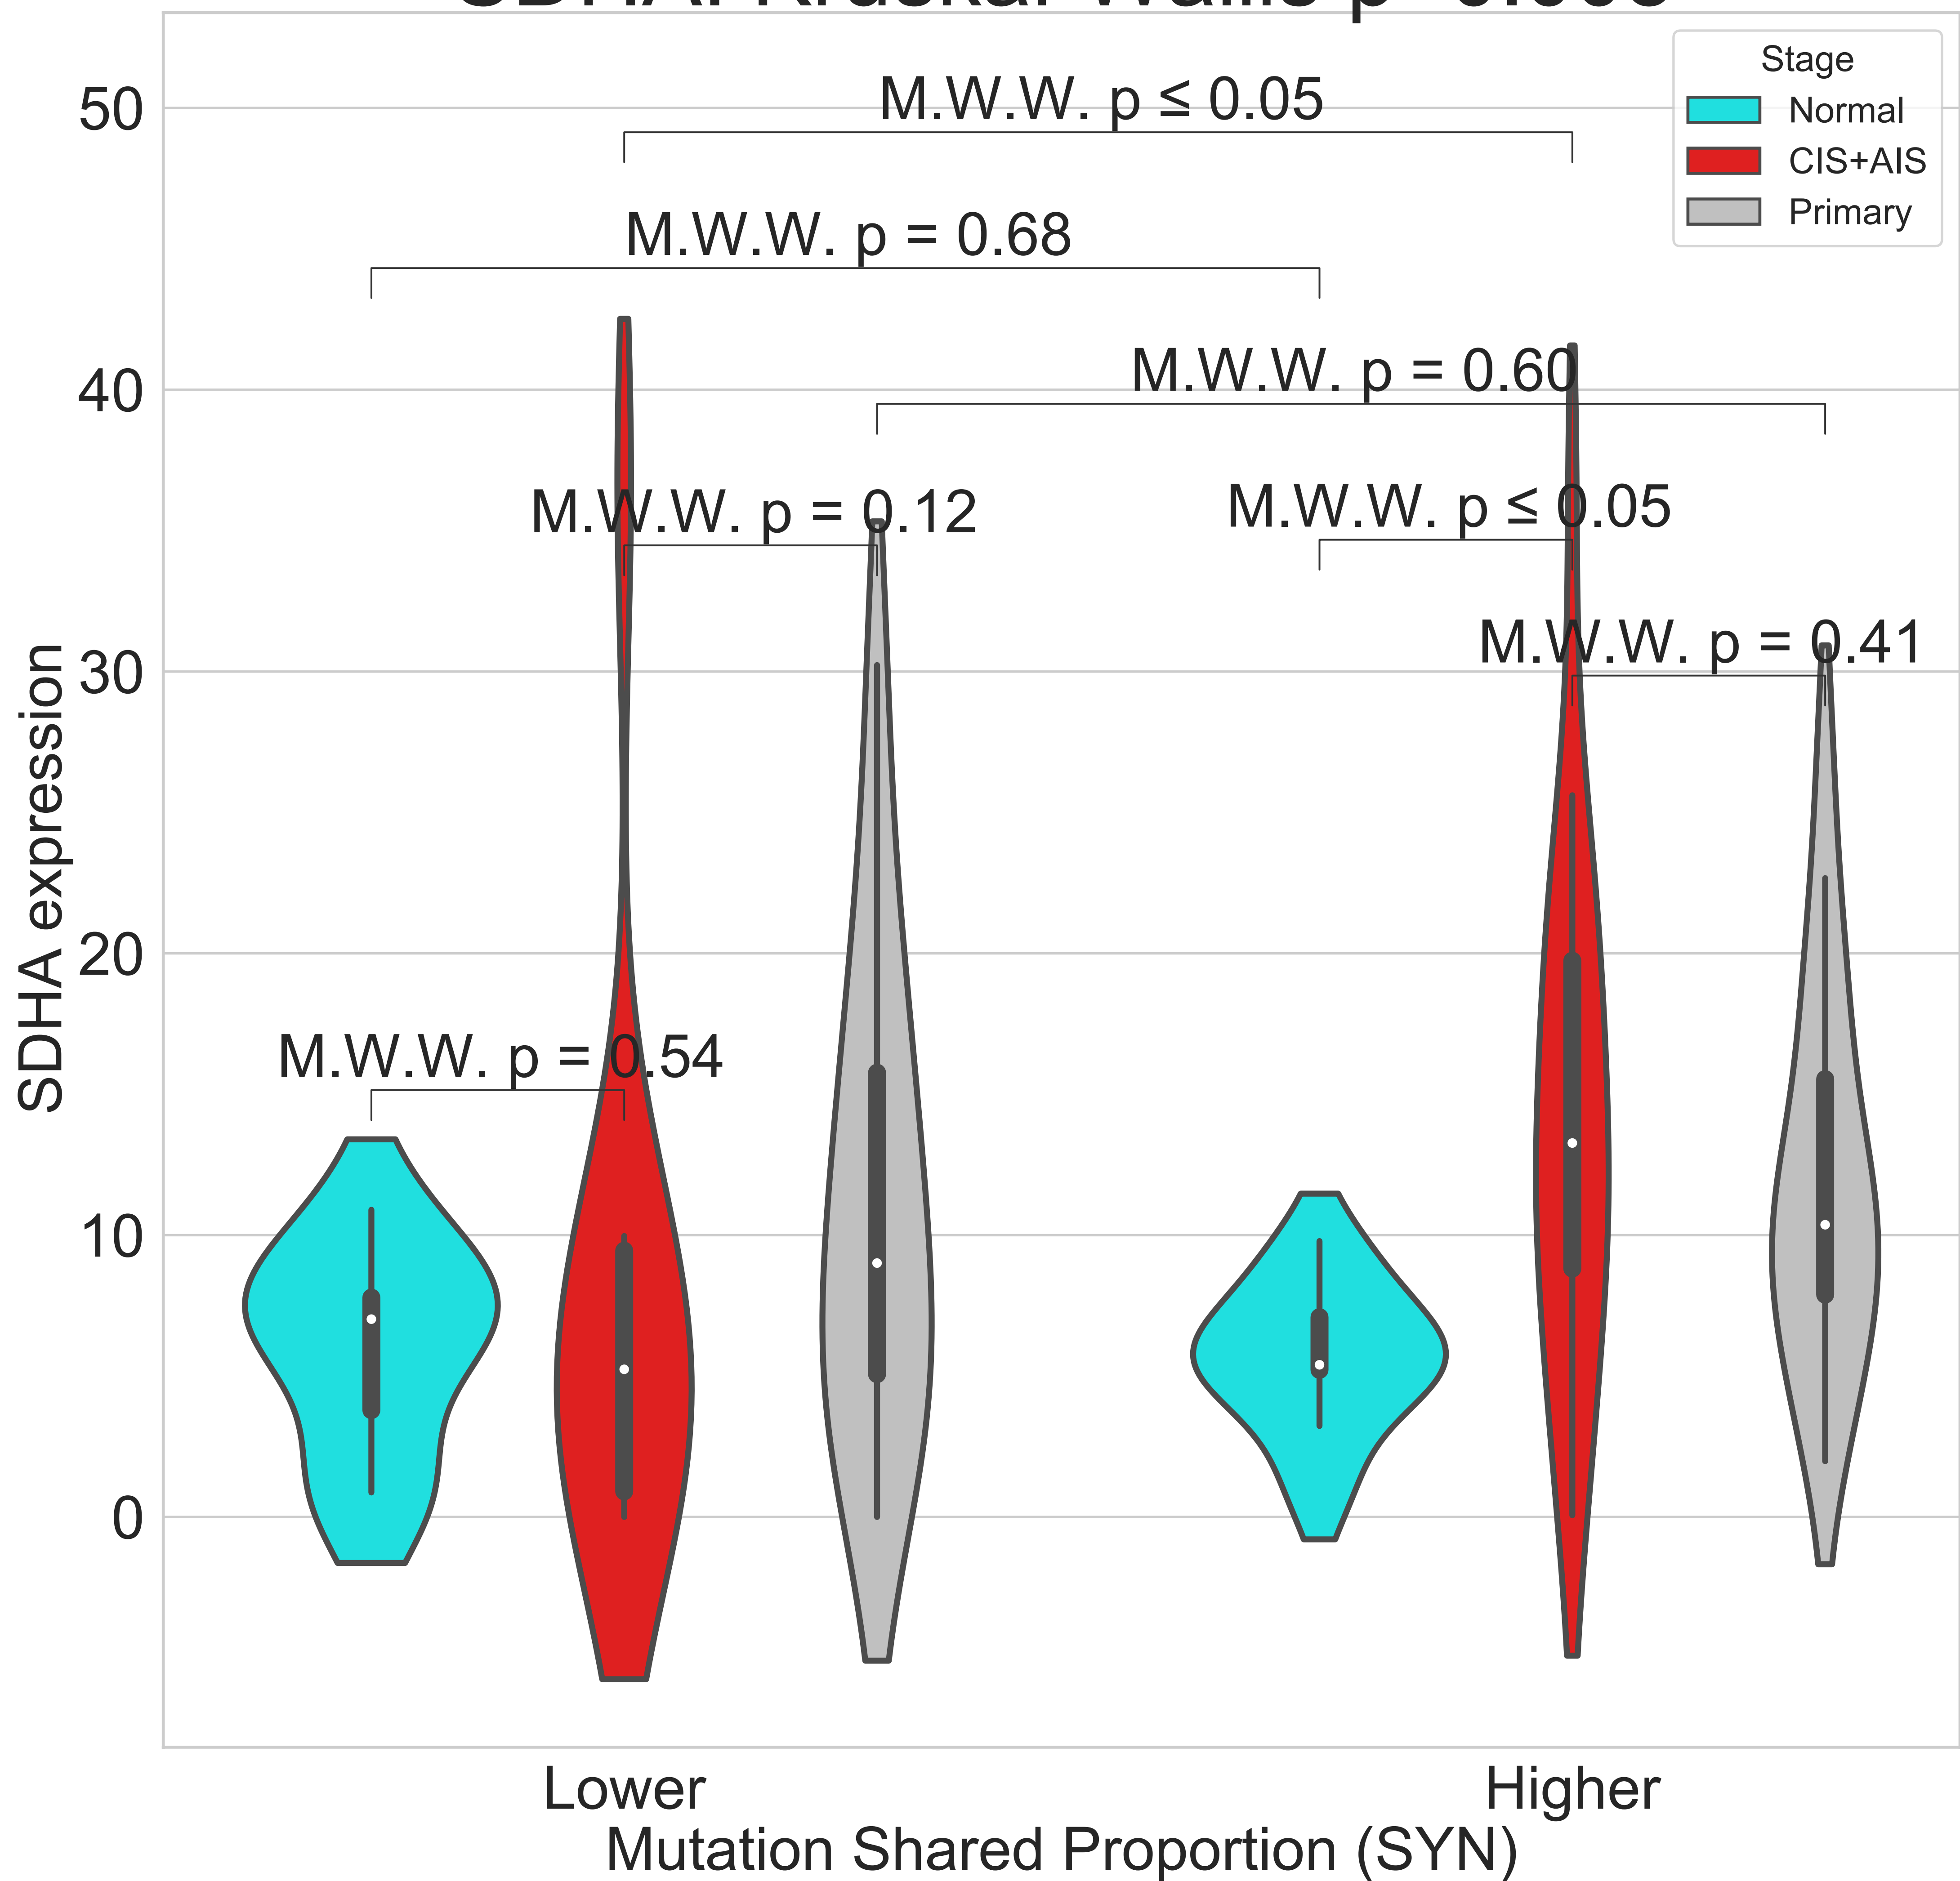 Stage
Normal
CIS+AIS
Primary
M.W.W. p ≤ 0.05
M.W.W. p = 0.68
M.W.W. p = 0.60
M.W.W. p = 0.12
M.W.W. p ≤ 0.05
M.W.W. p = 0.41
M.W.W. p = 0.54
50
40
30
20
10
0
SDHA expression
Lower
Higher
Mutation Shared Proportion (SYN)